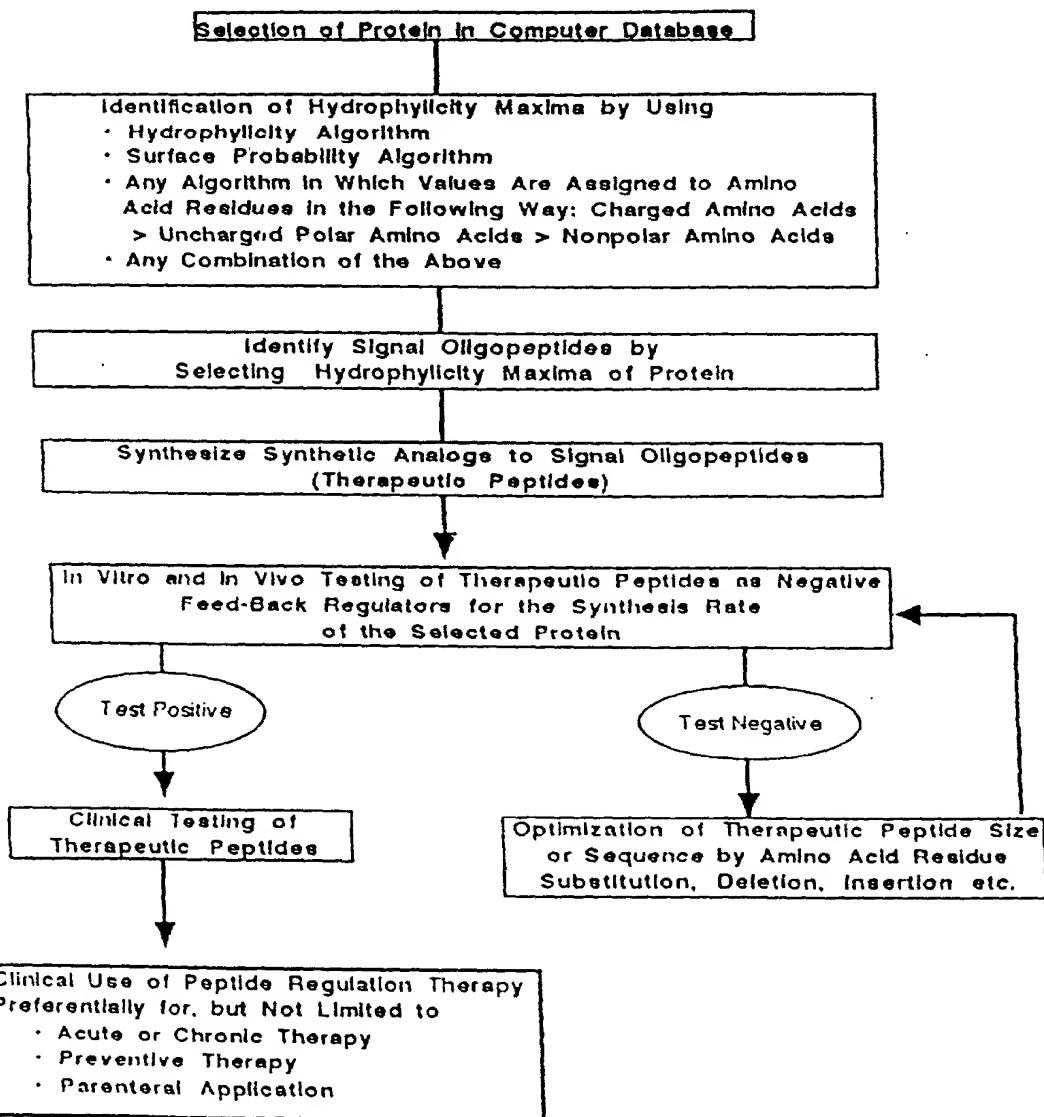 Selection of Protein in Computer Database
Identification of Hydrophylicity Maxima by Using
· Hydrophylicity Algorithm
· Surface Probability Algorithm
· Any Algorithm in Which Values Are Assigned to Amino
Acid Residues in the Following Way: Charged Amino Acids
> Uncharged Polar Amino Acids > Nonpolar Amino Acids
· Any Combination of the Above
Identify Signal Oligopeptides by
Selecting Hydrophylicity Maxima of Protein
Synthesize Synthetic Analogs to Signal Oligopeptides
(Therapeutic Peptides)
In Vitro and In Vivo Testing of Therapeutic Peptides as Negative
Feed-Back Regulators for the Synthesis Rate
of the Selected Protein
Test Positive
Test Negative
Clinical Testing of
Therapeutic Peptides
Optimization of Therapeutic Peptide Size
or Sequence by Amino Acid Residue
Substitution, Deletion, Insertion etc.
Clinical Use of Peptide Regulation Therapy
Preferentially for, but Not Limited to
· Acute or Chronic Therapy
· Preventive Therapy
· Parenteral Application